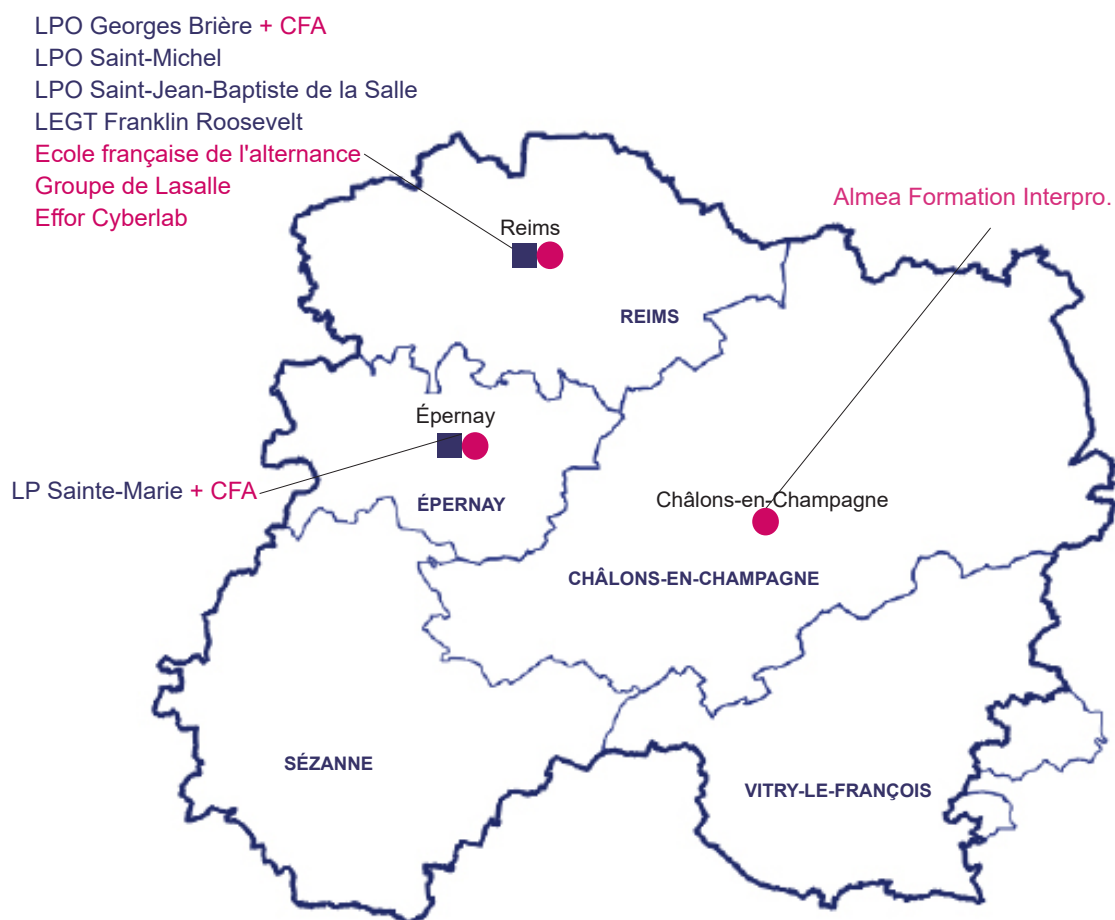 LPO Georges Brière + CFA
LPO Saint-Michel
LPO Saint-Jean-Baptiste de la Salle
LEGT Franklin Roosevelt
Ecole française de l'alternance
Groupe de Lasalle
Effor Cyberlab
Almea Formation Interpro.
Reims
REIMS
Épernay
LP Sainte-Marie + CFA
ÉPERNAY
Châlons-en-Champagne
CHÂLONS-EN-CHAMPAGNE
SÉZANNE
VITRY-LE-FRANÇOIS